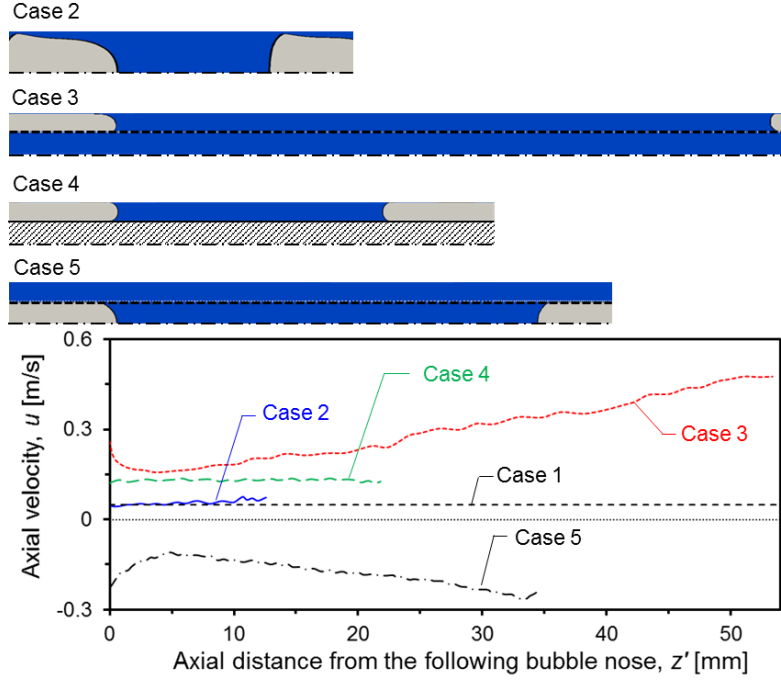 Case 2
Case 3
Case 4
Case 5
0.6
0.3
0
-0.3
Axial velocity, u [m/s]
Case 4
Case 2
Case 3
Case 1
Case 5
0 10 20 30 40 50
Axial distance from the following bubble nose, z' [mm]